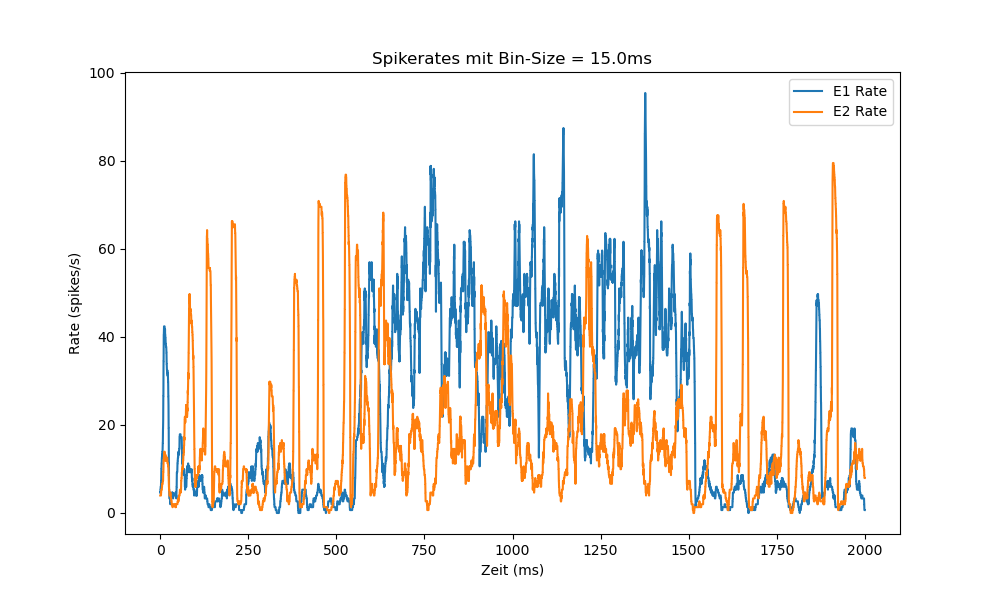 Spikerates mit Bin-Size = 15.0ms
E1 Rate
E2 Rate
Rate (spikes/s)
100
80
60
40
20
0
0 250 500 750 1000 1250 1500 1750 2000
Zeit (ms)